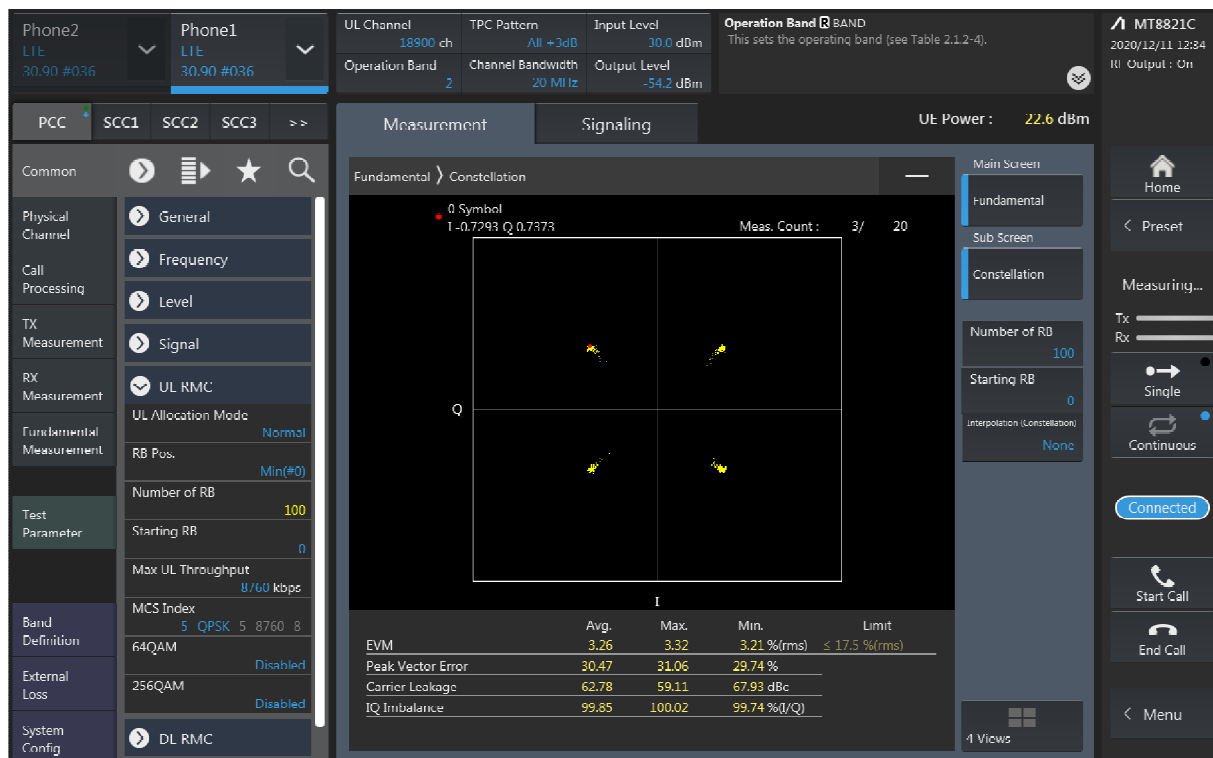 Phone2
LTE
30.90 #036
Phone1
LTE
30.90 #036
UL Channel
18900 ch
TPC Pattern
All +3dB
Input Level
30.0 dBm
Operation Band
2
Channel Bandwidth
20 MHz
Output Level
-54.2 dBm
Operation Band R BAND
This sets the operating band (see Table 2.1.2-4).
MT8821C
2020/12/11 12:34
RF Output : On
PCC SCC1 SCC2 SCC3 >>
Measurement
Signaling
UE Power : 22.6 dBm
Common
Physical
Channel
Call
Processing
TX
Measurement
RX
Measurement
Fundamental
Measurement
Test
Parameter
Band
Definition
External
Loss
System
Config
General
Frequency
Level
Signal
UL RMC
UL Allocation Mode
Normal
RB Pos.
Min(#0)
Number of RB
100
Starting RB
0
Max UL Throughput
8760 kbps
MCS Index
5 QPSK 5 8760 8
64QAM
Disabled
256QAM
Disabled
DL RMC
Fundamental 〉 Constellation
0 Symbol
I -0.7293 Q 0.7373
Meas. Count : 3/ 20
Q
I
Avg. Max. Min. Limit
EVM 3.26 3.32 3.21 %(rms) ≤ 17.5 %(rms)
Peak Vector Error 30.47 31.06 29.74 %
Carrier Leakage 62.78 59.11 67.93 dBc
IQ Imbalance 99.85 100.02 99.74 %(I/Q)
Main Screen
Fundamental
Sub Screen
Constellation
Number of RB
100
Starting RB
0
Interpolation (Constellation)
None
4 Views
Home
< Preset
Measuring...
Tx
Rx
Single
Continuous
Connected
Start Call
End Call
< Menu